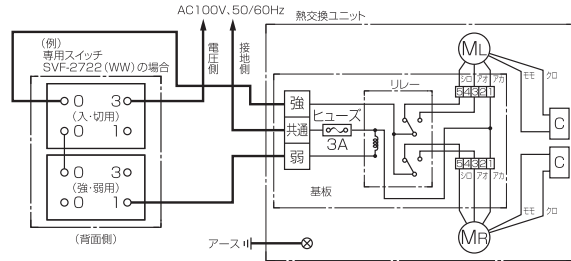 AC100V、50/60Hz
熱交換ユニット
(例)
専用スイッチ
SVF-2722(WW)の場合
電圧側
接地側
0 3
(入・切用)
0 1
0 3
(強・弱用)
0 1
(背面側)
強
共通
弱
ヒューズ
3A
リレー
基板
アース
ML
5 4 3 2 1
シロ アオ アカ
モモ クロ
C
C
5 4 3 2 1
シロ アオ アカ
モモ クロ
MR